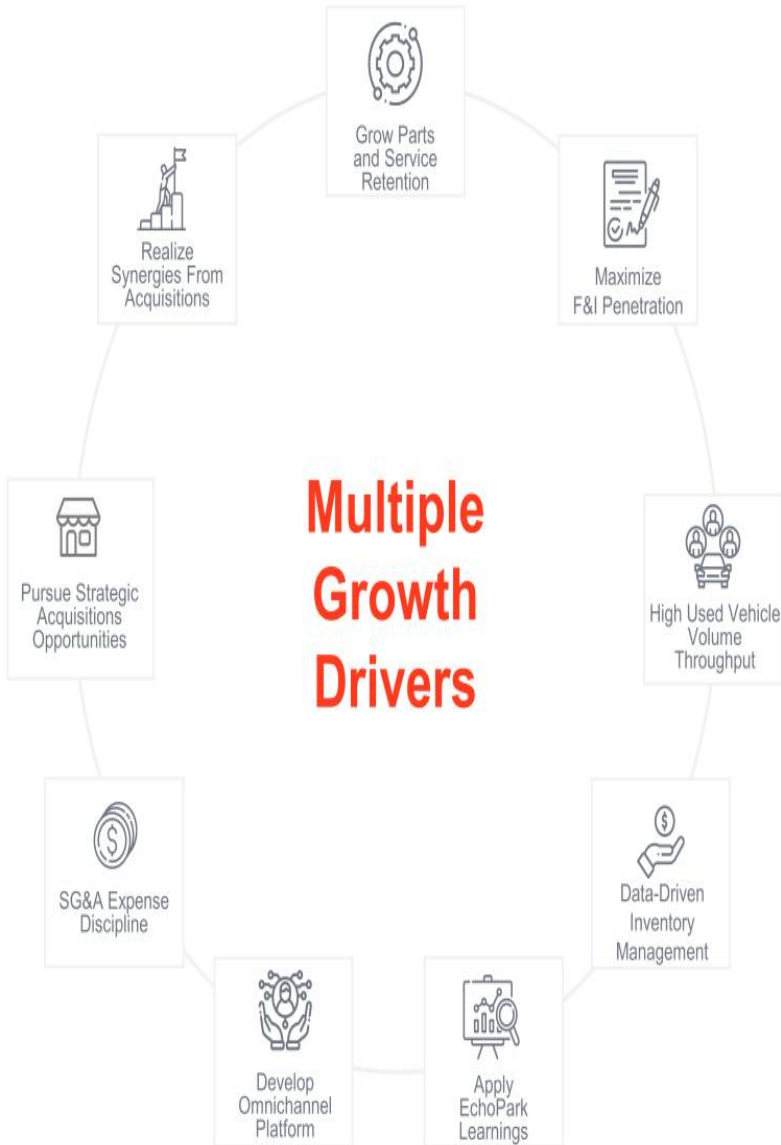 Grow Parts
and Service
Retention
Maximize
F&I Penetration
High Used Vehicle
Volume
Throughput
Data-Driven
Inventory
Management
Apply
EchoPark
Learnings
Develop
Omnichannel
Platform
SG&A Expense
Discipline
Pursue Strategic
Acquisitions
Opportunities
Realize
Synergies From
Acquisitions
Multiple
Growth
Drivers